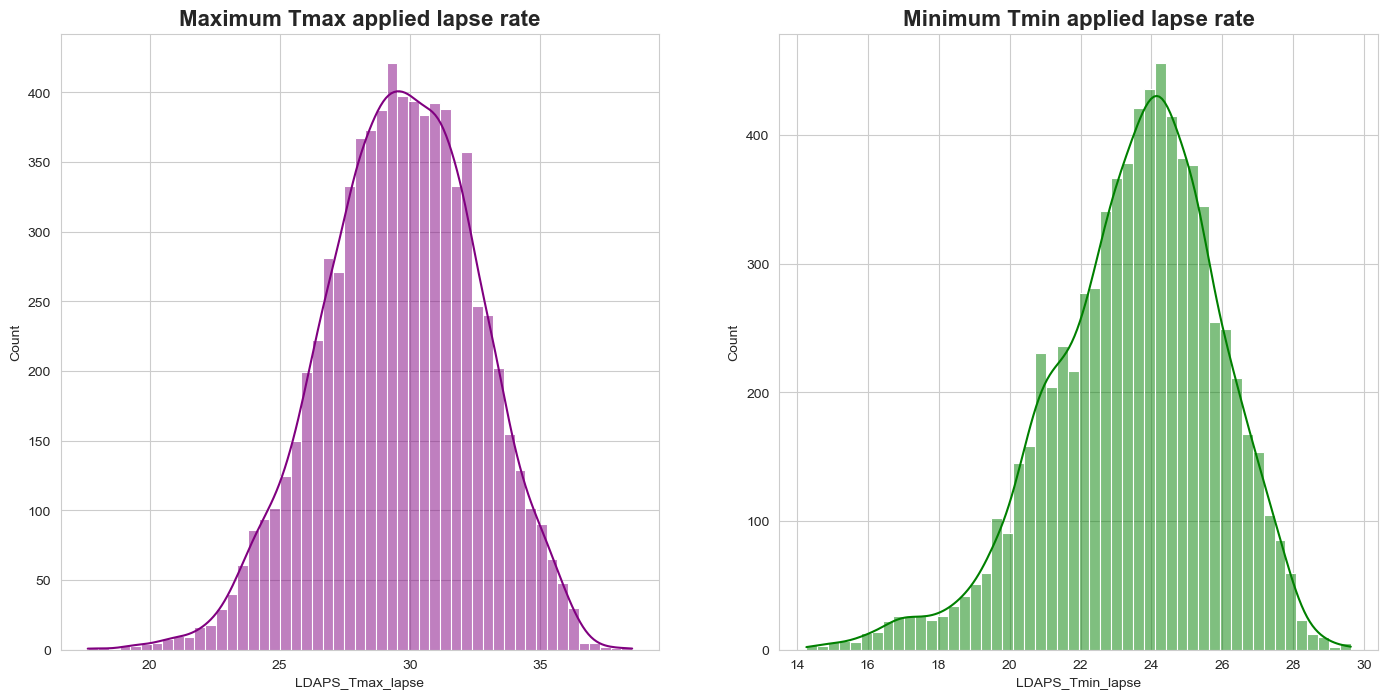 Maximum Tmax applied lapse rate
400
350
300
250
200
150
100
50
0
Count
20 25 30 35
LDAPS_Tmax_lapse
Minimum Tmin applied lapse rate
400
300
200
100
0
Count
14 16 18 20 22 24 26 28 30
LDAPS_Tmin_lapse